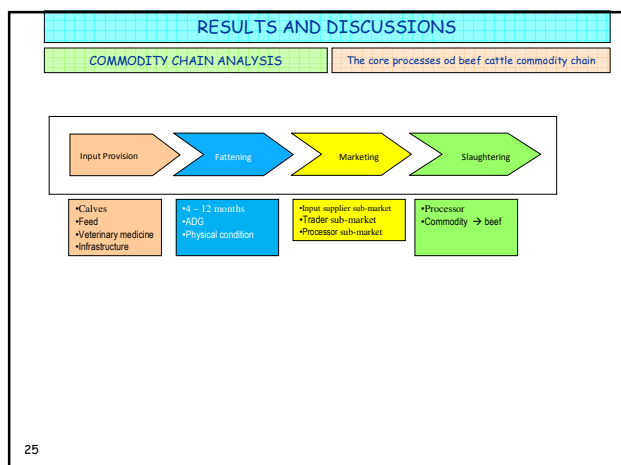 RESULTS AND DISCUSSIONS
COMMODITY CHAIN ANALYSIS
The core processes od beef cattle commodity chain
Input Provision
Fattening
Marketing
Slaughtering
•Calves
•Feed
•Veterinary medicine
•Infrastructure
•4 – 12 months
•ADG
•Physical condition
•Input supplier sub-market
•Trader sub-market
•Processor sub-market
•Processor
•Commodity → beef
25